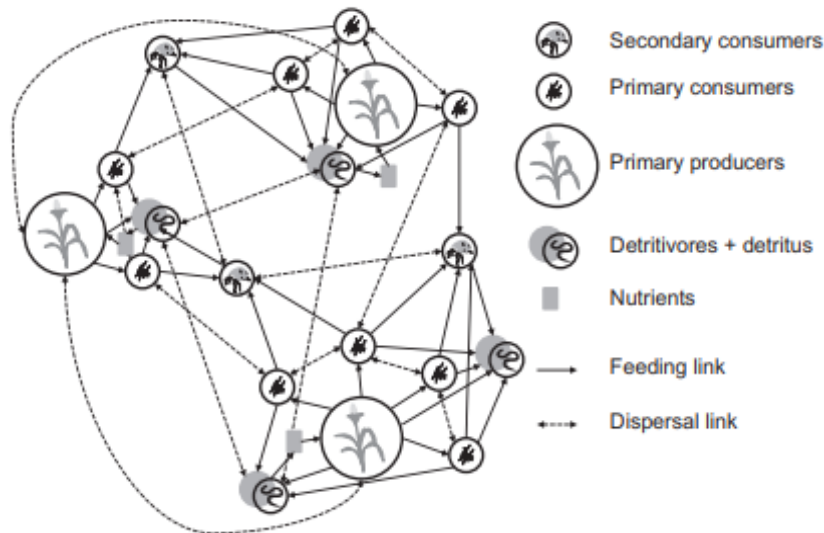 Secondary consumers
Primary consumers
Primary producers
Detritivores + detritus
Nutrients
Feeding link
Dispersal link